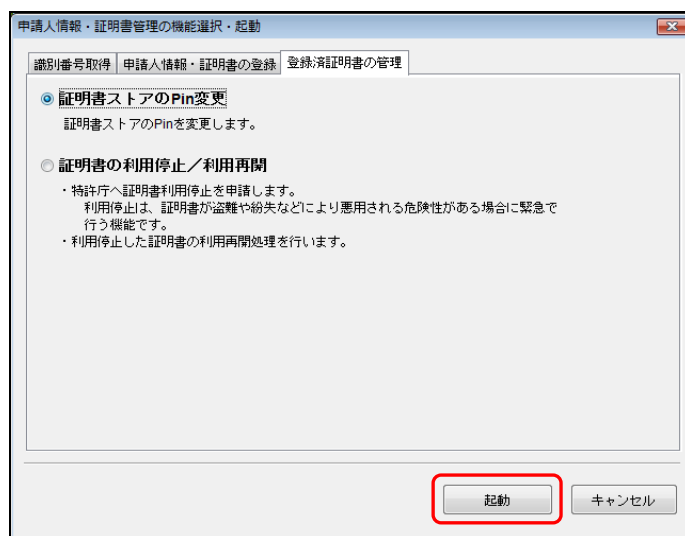 申請人情報・証明書管理の機能選択・起動
識別番号取得 申請人情報・証明書の登録 登録済証明書の管理
証明書ストアのPin変更
証明書ストアのPinを変更します。
証明書の利用停止／利用再開
・特許庁へ証明書利用停止を申請します。
利用停止は、証明書が盗難や紛失などにより悪用される危険性がある場合に緊急で
行う機能です。
・利用停止した証明書の利用再開処理を行います。
起動 キャンセル